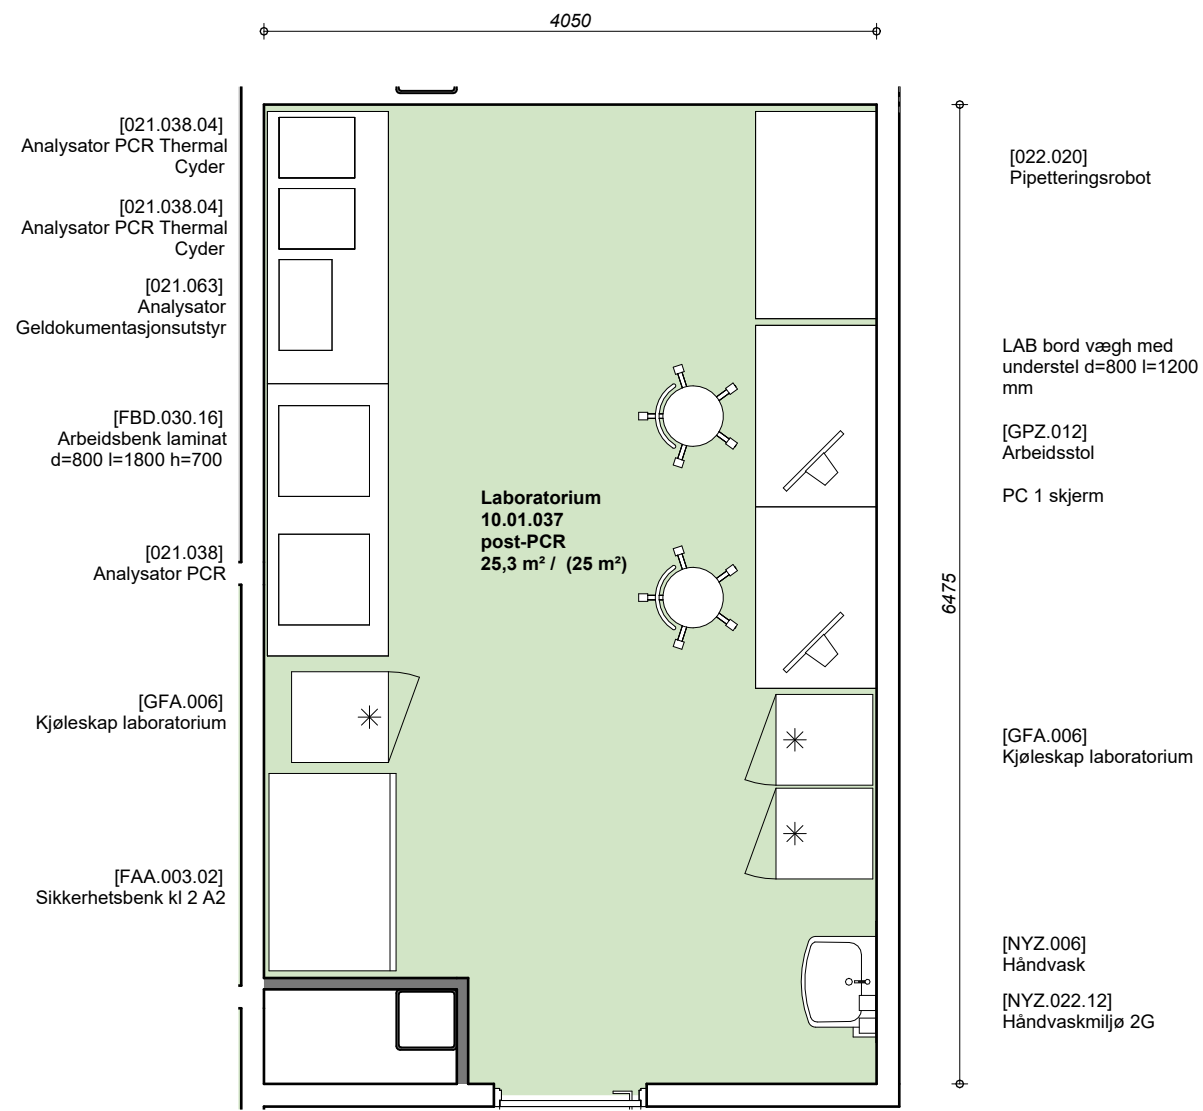 4050
[021.038.04]
Analysator PCR Thermal
Cyder
[021.038.04]
Analysator PCR Thermal
Cyder
[021.063]
Analysator
Geldokumentasjonsutstyr
[FBD.030.16]
Arbeidsbenk laminat
d=800 l=1800 h=700
[021.038]
Analysator PCR
[GFA.006]
Kjøleskap laboratorium
[FAA.003.02]
Sikkerhetsbenk kl 2 A2
Laboratorium
10.01.037
post-PCR
25,3 m² / (25 m²)
6475
[022.020]
Pipetteringsrobot
LAB bord vægh med
understel d=800 l=1200
mm
[GPZ.012]
Arbeidsstol
PC 1 skjerm
[GFA.006]
Kjøleskap laboratorium
[NYZ.006]
Håndvask
[NYZ.022.12]
Håndvaskmiljø 2G